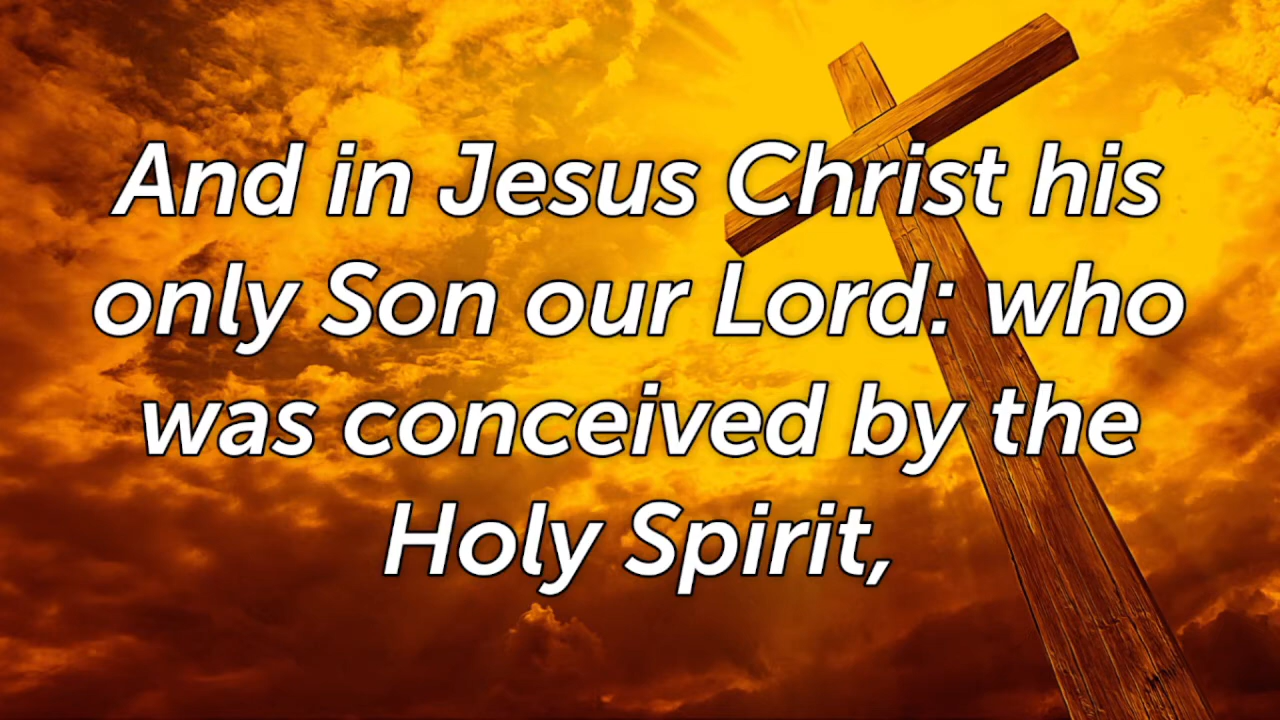 And in Jesus Christ his
only Son our Lord: who
was conceived by the
Holy Spirit,